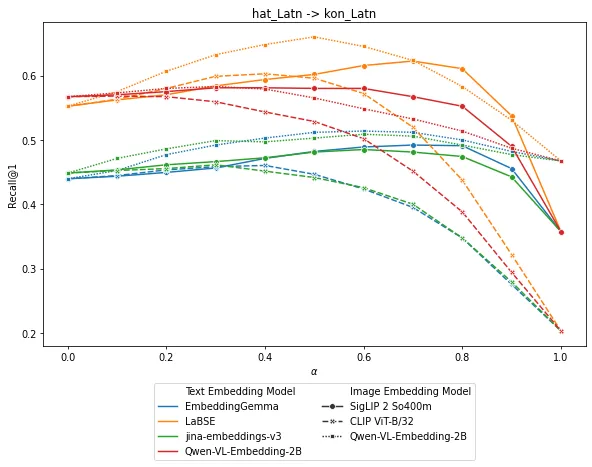 hat_Latn -> kon_Latn
Recall@1
0.6
0.5
0.4
0.3
0.2
0.0 0.2 0.4 0.6 0.8 1.0
α
Text Embedding Model Image Embedding Model
EmbeddingGemma SigLIP 2 So400m
LaBSE CLIP ViT-B/32
jina-embeddings-v3 Qwen-VL-Embedding-2B
Qwen-VL-Embedding-2B